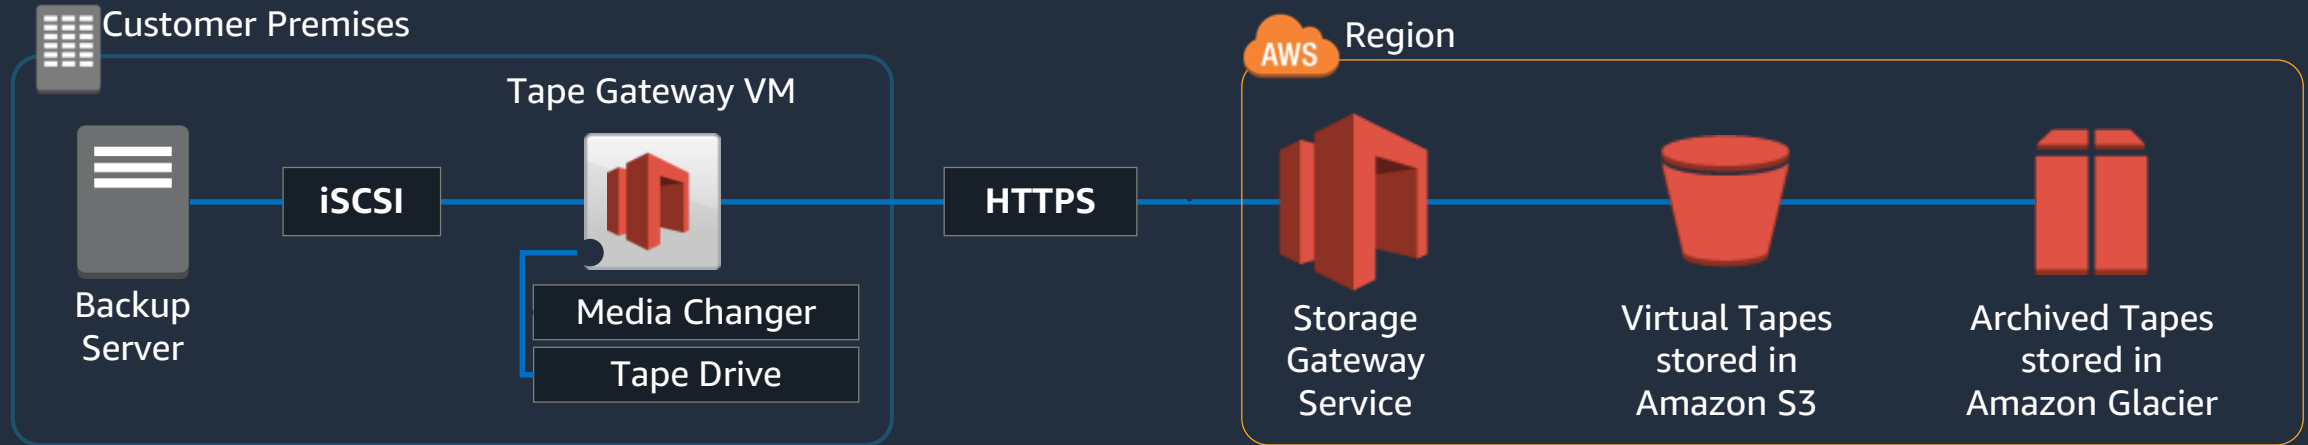 Customer Premises
Tape Gateway VM
iSCSI
Backup
Server
Media Changer
Tape Drive
HTTPS
AWS
Region
Storage
Gateway
Service
Virtual Tapes
stored in
Amazon S3
Archived Tapes
stored in
Amazon Glacier